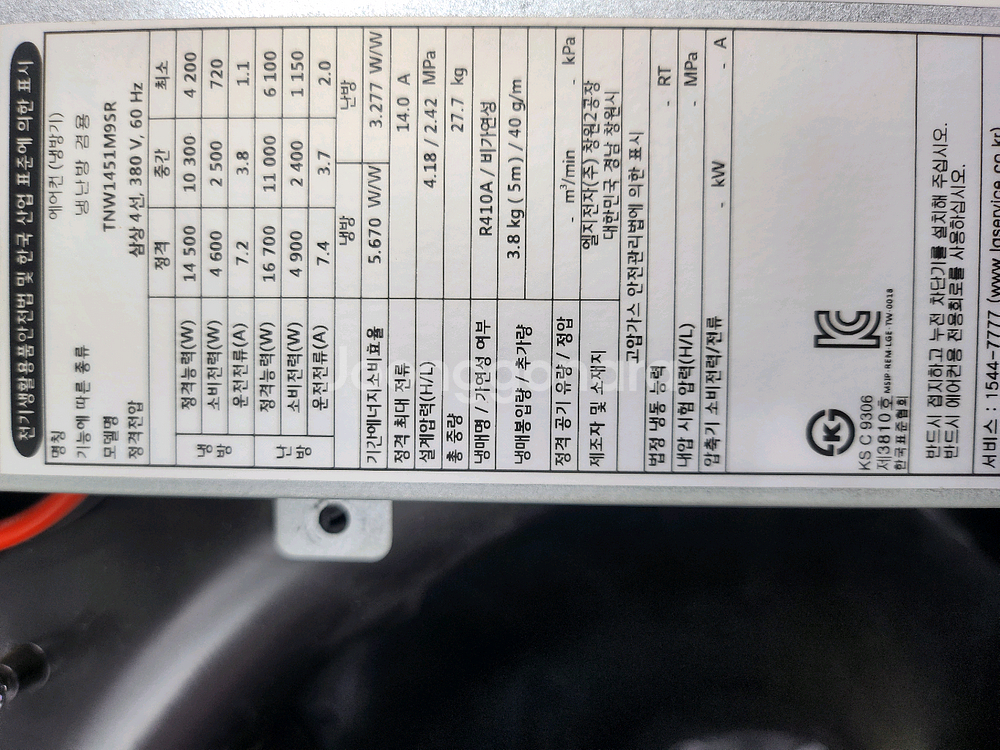 전기생활용품안전법 및 한국 산업 표준에 의한 표시
명칭 에어컨 (냉방기)
기능에 따른 종류 냉 난방 겸용
모델명 TNW1451M9SR
정격전압 삼상 4선, 380 V, 60 Hz
정격 중간 최소
냉방 정격능력(W) 14 500 10 300 4 200
소비전력(W) 4 600 2 500 720
운전전류(A) 7.2 3.8 1.1
난방 정격능력(W) 16 700 11 000 6 100
소비전력(W) 4 900 2 400 1 150
운전전류(A) 7.4 3.7 2.0
냉방 난방
기간에너지소비효율 5.670 W/W 3.277 W/W
정격 최대 전류 14.0 A
설계압력(H/L) 4.18 / 2.42 MPa
총 중량 27.7 kg
냉매명 / 가연성 여부 R410A / 비가연성
냉매봉입량 / 추가량 3.8 kg ( 5m ) / 40 g/m
정격 공기 유량 / 정압 - m³/min - kPa
제조자 및 소재지 엘지전자(주) 창원2공장
대한민국 경남 창원시
고압가스 안전관리법에 의한 표시
법정 냉동 능력 - RT
내압 시험 압력(H/L) - MPa
압축기 소비전력/전류 - kW - A
KS C 9306
제3810 호
한국표준협회
MSIP-REM-LGE-TW-0018
반드시 접지하고 누전 차단기를 설치해 주십시오.
반드시 에어컨용 전용회로를 사용하십시오.
서비스 : 1544-7777 (www.lgservice.co.kr)
Joonggonara